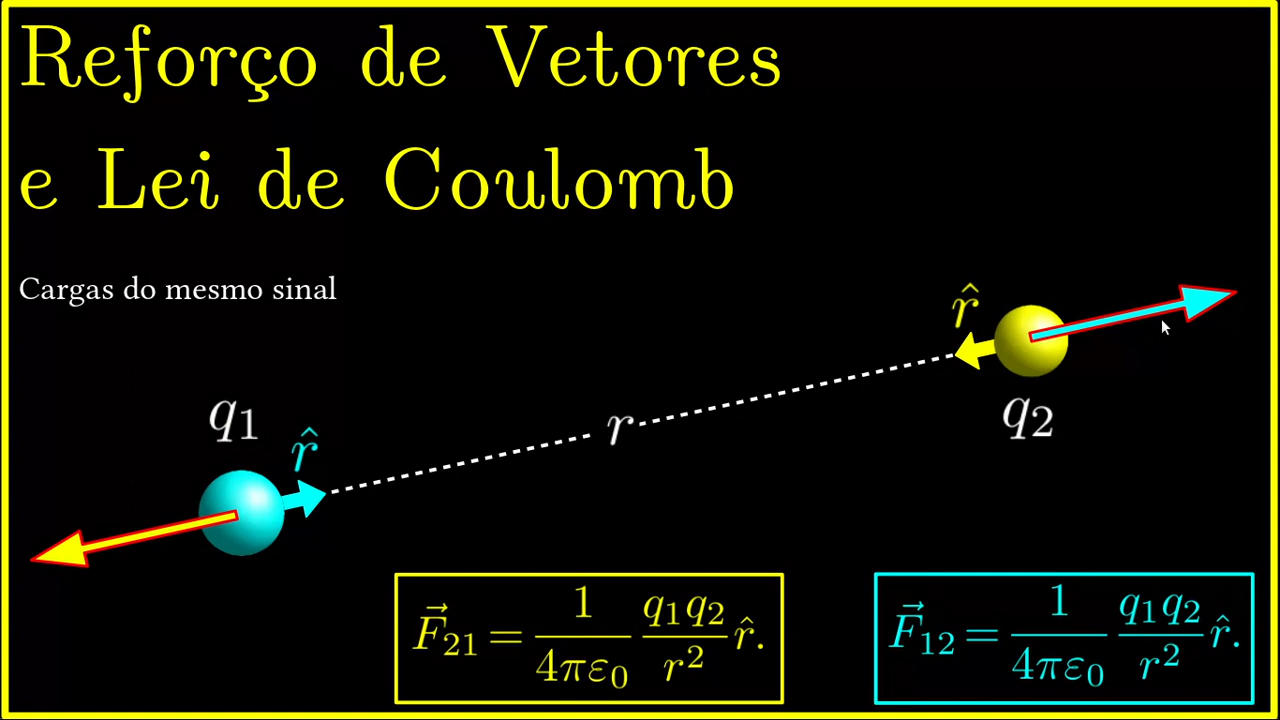 Reforço de Vetores
e Lei de Coulomb
Cargas do mesmo sinal
r̂
q₁
r̂
r
q₂
F⃗₂₁ = 1/(4πε₀) q₁q₂/r² r̂.
F⃗₁₂ = 1/(4πε₀) q₁q₂/r² r̂.